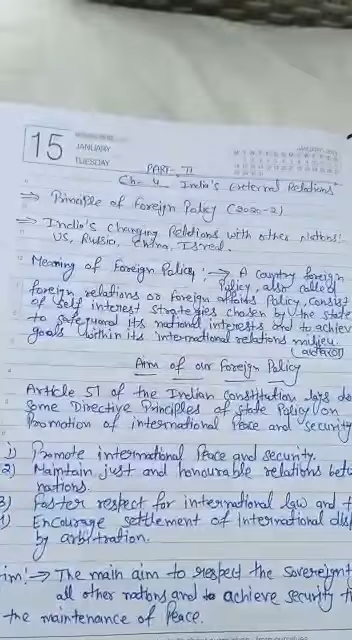 15
JANUARY
TUESDAY
PART- II
Ch- 4 India's External Relations
⇒ Principle of Foreign Policy (2020-2)
⇒ India's changing Relations with other Nations:
US, Russia, China, Isreal.
Meaning of Foreign Policy :→ A country foreign
Policy, also called
foreign relations or foreign affairs Policy, consist
of self interest strategies chosen by the state
to safeguard its national interests and to achieve
goals within its international relations milieu.
Aim of our Foreign Policy
Article 51 of the Indian constitution lays do
some Directive Principles of State Policy on
Promotion of international Peace and security
1) Promote international Peace and security.
2) Maintain just and honourable relations betw
nations.
3) Foster respect for international law and t
4) Encourage settlement of International dis
by arbitration.
im:→ The main aim to respect the sovereignt
all other nations and to achieve security t
the maintenance of Peace.